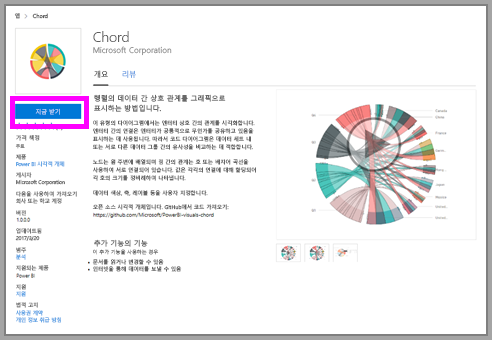 앱 > Chord
Chord
Microsoft Corporation
개요 리뷰
지금 받기
가격 책정
무료
제품
Power BI 시각적 개체
게시자
Microsoft Corporation
다음을 사용하여 가져오기
회사 또는 학교 계정
버전
1.0.0.0
업데이트됨
2017/3/20
범주
분석
지원되는 제품
Power BI
지원
지원
법적 고지
사용권 계약
개인 정보 취급 방침
행렬의 데이터 간 상호 관계를 그래픽으로
표시하는 방법입니다.
이 유형의 다이어그램에서는 엔터티 상호 간의 관계를 시각화합니다.
엔터티 간의 연결은 엔터티가 공통적으로 무언가를 공유하고 있음을
표시하는 데 사용됩니다. 따라서 코드 다이어그램은 데이터 세트 내
또는 서로 다른 데이터 그룹 간의 유사성을 비교하는 데 적합합니다.
노드는 원 주변에 배열되며 점 간의 관계는 호 또는 베지어 곡선을
사용하여 서로 연결되어 있습니다. 값은 각각의 연결에 대해 할당되어
각 호의 크기를 정비례하여 나타냅니다.
데이터 색상, 축, 레이블 등을 사용자 지정합니다.
오픈 소스 시각적 개체입니다. GitHub에서 코드 가져오기:
https://github.com/Microsoft/PowerBI-visuals-chord
추가 기능의 기능
이 추가 기능을 사용하는 경우
• 문서를 읽거나 변경할 수 있음
• 인터넷을 통해 데이터를 보낼 수 있음
Canada
China
France